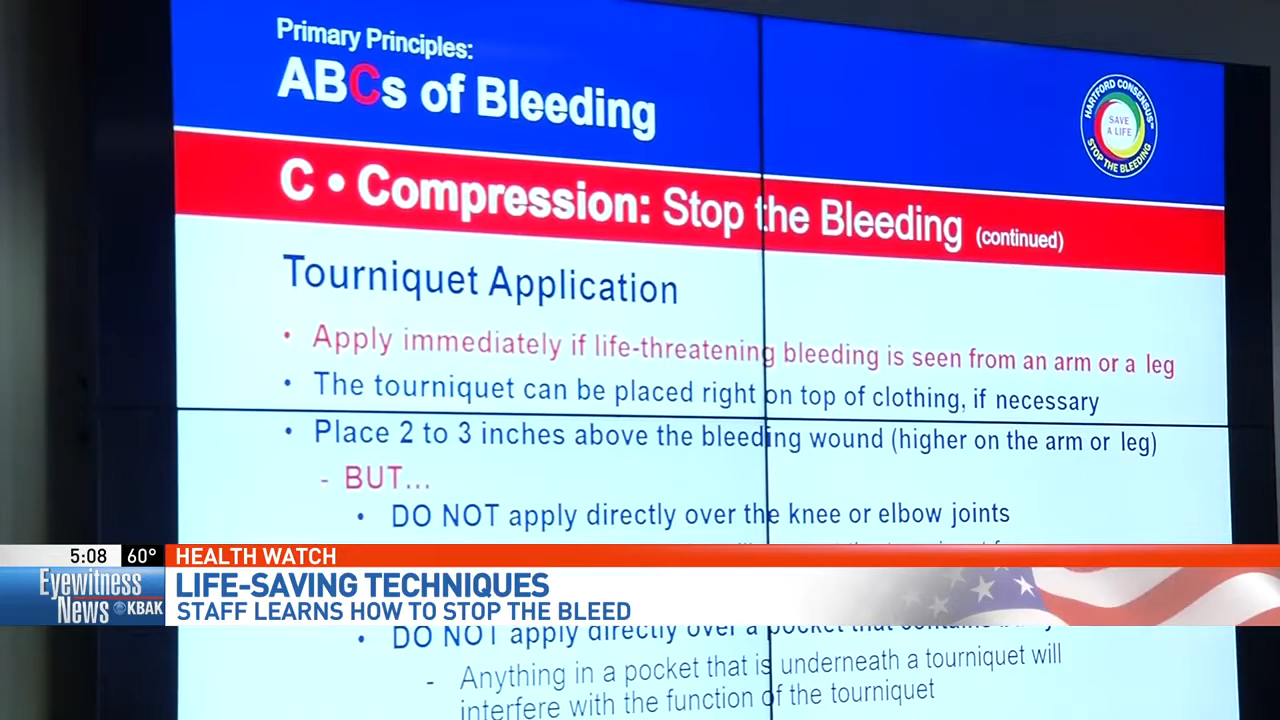 Primary Principles:
ABCs of Bleeding
HARTFORD CONSENSUS
SAVE
A LIFE
STOP THE BLEEDING
C • Compression: Stop the Bleeding (continued)
Tourniquet Application
• Apply immediately if life-threatening bleeding is seen from an arm or a leg
• The tourniquet can be placed right on top of clothing, if necessary
• Place 2 to 3 inches above the bleeding wound (higher on the arm or leg)
- BUT...
• DO NOT apply directly over the knee or elbow joints
5:08 60° HEALTH WATCH
Eyewitness
News KBAK
LIFE-SAVING TECHNIQUES
STAFF LEARNS HOW TO STOP THE BLEED
• DO NOT apply directly over a pocket that
- Anything in a pocket that is underneath a tourniquet will
interfere with the function of the tourniquet